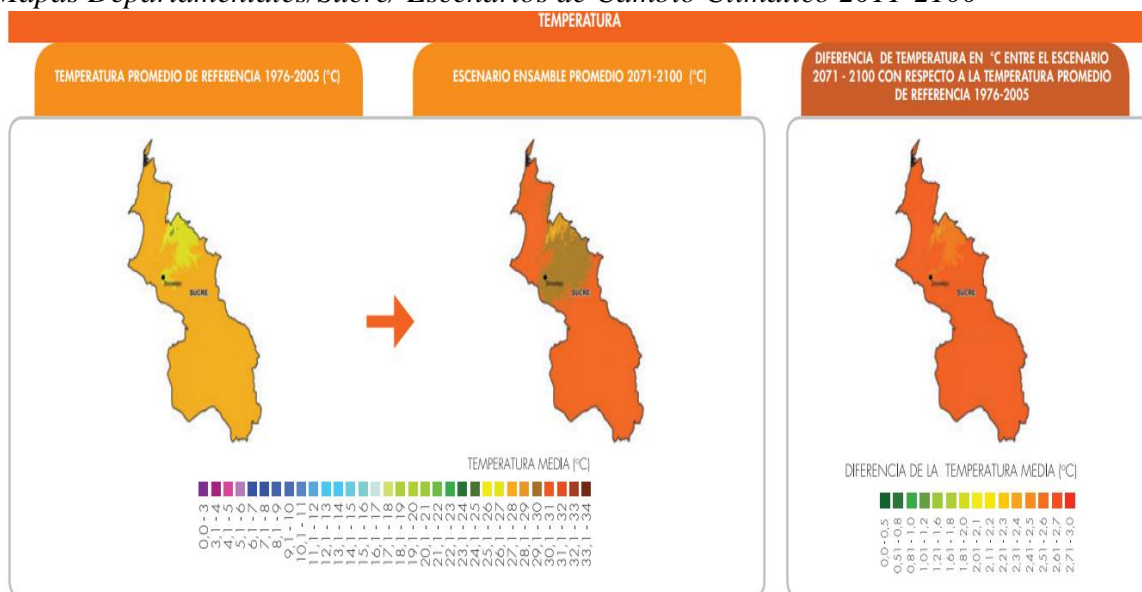 Mapas Departamentales/Sucre/ Escenarios de Cambio Climático 2011-2100
TEMPERATURA
TEMPERATURA PROMEDIO DE REFERENCIA 1976-2005 (°C)
ESCENARIO ENSAMBLE PROMEDIO 2071-2100 (°C)
DIFERENCIA DE TEMPERATURA EN °C ENTRE EL ESCENARIO
2071 - 2100 CON RESPECTO A LA TEMPERATURA PROMEDIO
DE REFERENCIA 1976-2005
Sincelejo
SUCRE
Sincelejo
SUCRE
Sincelejo
SUCRE
TEMPERATURA MEDIA (°C)
0,0 - 3
3,1 - 4
4,1 - 5
5,1 - 6
6,1 - 7
7,1 - 8
8,1 - 9
9,1 - 10
10,1 - 11
11,1 - 12
12,1 - 13
13,1 - 14
14,1 - 15
15,1 - 16
16,1 - 17
17,1 - 18
18,1 - 19
19,1 - 20
20,1 - 21
21,1 - 22
22,1 - 23
23,1 - 24
24,1 - 25
25,1 - 26
26,1 - 27
27,1 - 28
28,1 - 29
29,1 - 30
30,1 - 31
31,1 - 32
32,1 - 33
33,1 - 34
DIFERENCIA DE LA TEMPERATURA MEDIA (°C)
0,0 - 0,5
0,51 - 0,8
0,81 - 1,0
1,01 - 1,2
1,21 - 1,6
1,61 - 1,8
1,81 - 2,0
2,01 - 2,1
2,11 - 2,2
2,21 - 2,3
2,31 - 2,4
2,41 - 2,5
2,51 - 2,6
2,61 - 2,7
2,71 - 3,0